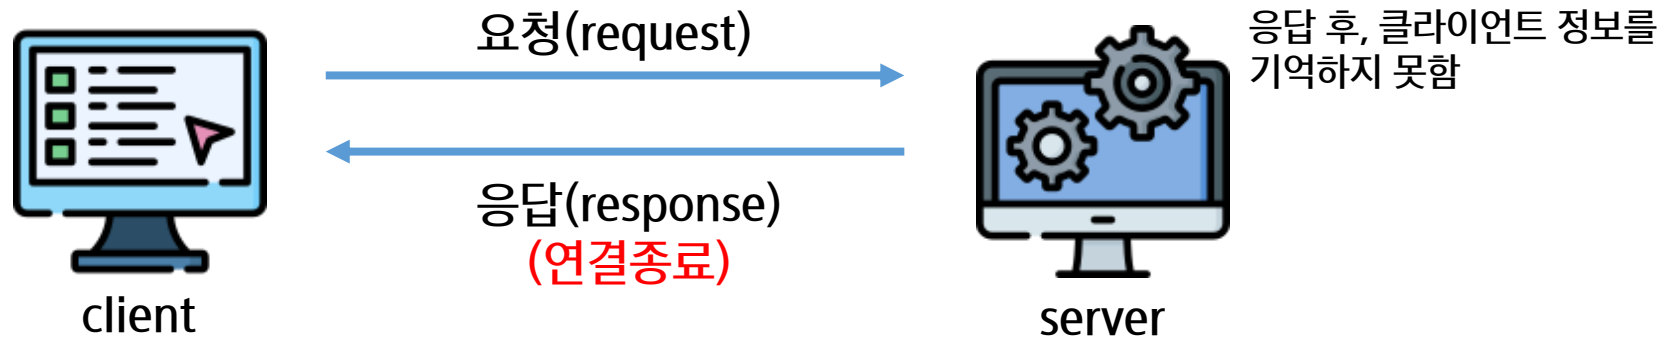 요청(request)
응답 후, 클라이언트 정보를
기억하지 못함
응답(response)
(연결종료)
client
server